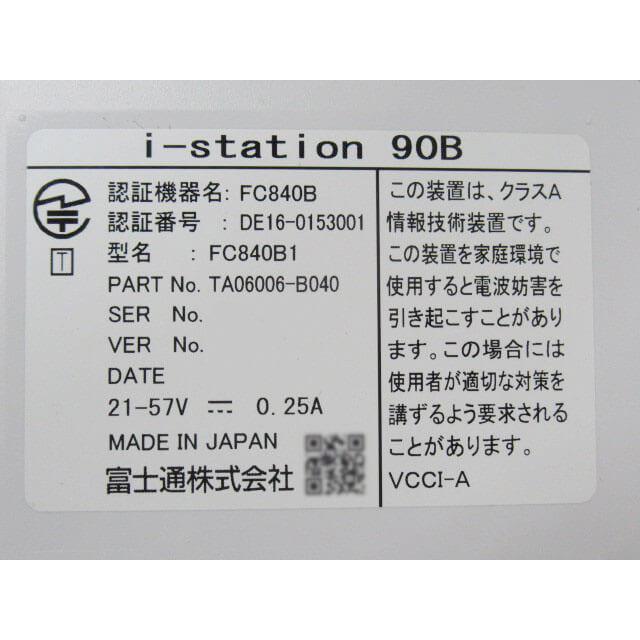 i-station 90B
認証機器名: FC840B
認証番号 : DE16-0153001
T
型名 : FC840B1
PART No. TA06006-B040
SER No.
VER No.
DATE
21-57V ⎓ 0.25A
MADE IN JAPAN
富士通株式会社
この装置は、クラスA
情報技術装置です。
この装置を家庭環境で
使用すると電波妨害を
引き起こすことがあり
ます。この場合には
使用者が適切な対策を
講ずるよう要求される
ことがあります。
VCCI-A